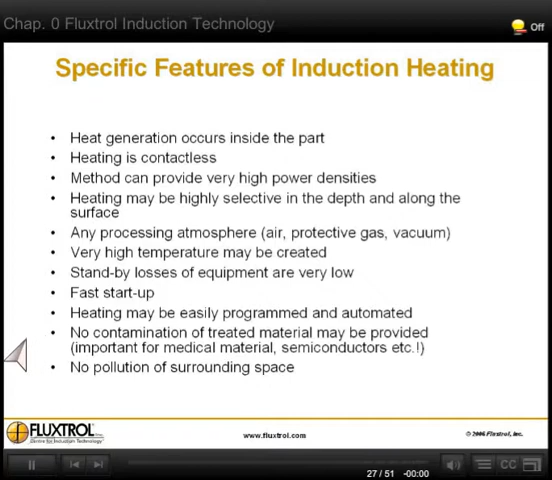 Chap. 0 Fluxtrol Induction Technology
Off
Specific Features of Induction Heating
• Heat generation occurs inside the part
• Heating is contactless
• Method can provide very high power densities
• Heating may be highly selective in the depth and along the
surface
• Any processing atmosphere (air, protective gas, vacuum)
• Very high temperature may be created
• Stand-by losses of equipment are very low
• Fast start-up
• Heating may be easily programmed and automated
• No contamination of treated material may be provided
(important for medical material, semiconductors etc.!)
• No pollution of surrounding space
FLUXTROL
Centre for Induction Technology
www.fluxtrol.com
© 2006 Fluxtrol, Inc.
27 / 51 -00:00
CC